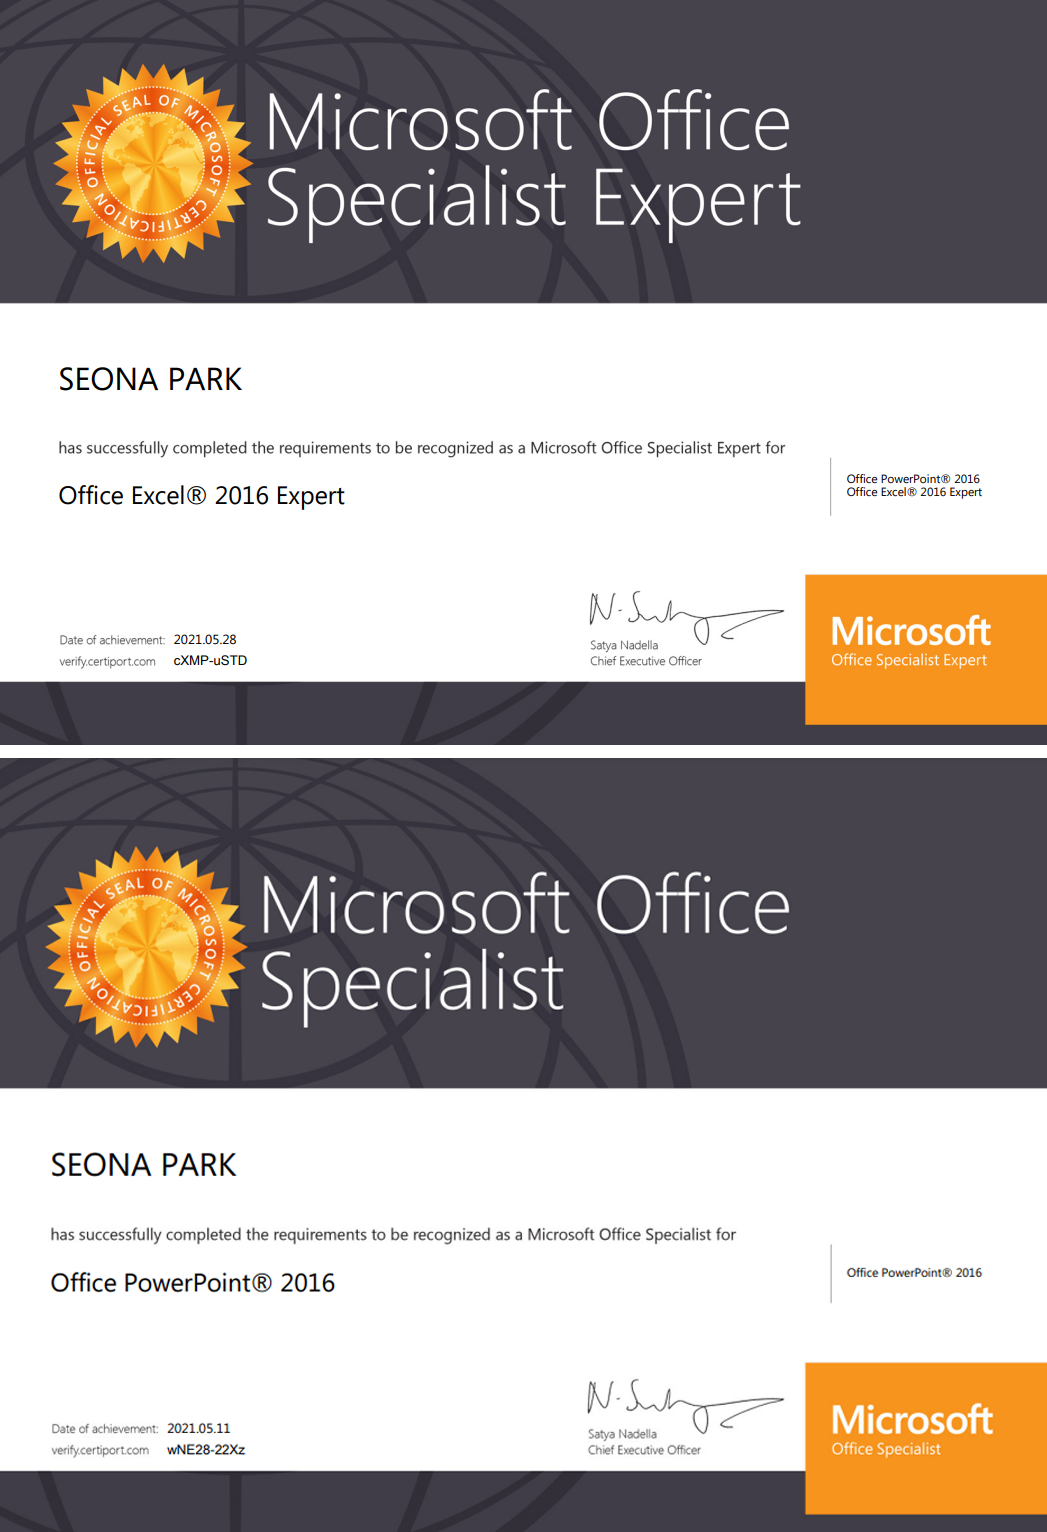 OFFICIAL SEAL OF MICROSOFT CERTIFICATION
Microsoft Office
Specialist Expert
SEONA PARK
has successfully completed the requirements to be recognized as a Microsoft Office Specialist Expert for
Office Excel® 2016 Expert
Office PowerPoint® 2016
Office Excel® 2016 Expert
Date of achievement: 2021.05.28
verify.certiport.com cXMP-uSTD
Satya Nadella
Chief Executive Officer
Microsoft
Office Specialist Expert
OFFICIAL SEAL OF MICROSOFT CERTIFICATION
Microsoft Office
Specialist
SEONA PARK
has successfully completed the requirements to be recognized as a Microsoft Office Specialist for
Office PowerPoint® 2016
Office PowerPoint® 2016
Date of achievement: 2021.05.11
verify.certiport.com wNE28-22Xz
Satya Nadella
Chief Executive Officer
Microsoft
Office Specialist